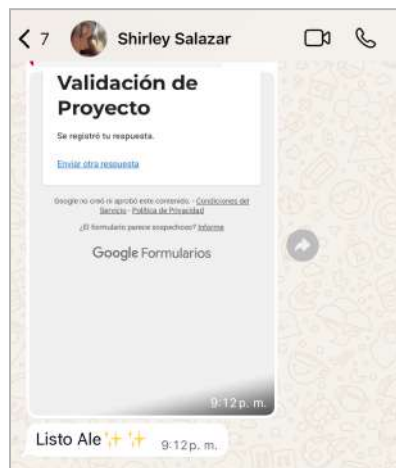 7 Shirley Salazar
Validación de
Proyecto
Se registró tu respuesta.
Enviar otra respuesta
Google no creó ni aprobó este contenido. - Condiciones del
Servicio - Política de Privacidad
¿El formulario parece sospechoso? Informe
Google Formularios
9:12 p. m.
Listo Ale✨✨ 9:12 p. m.